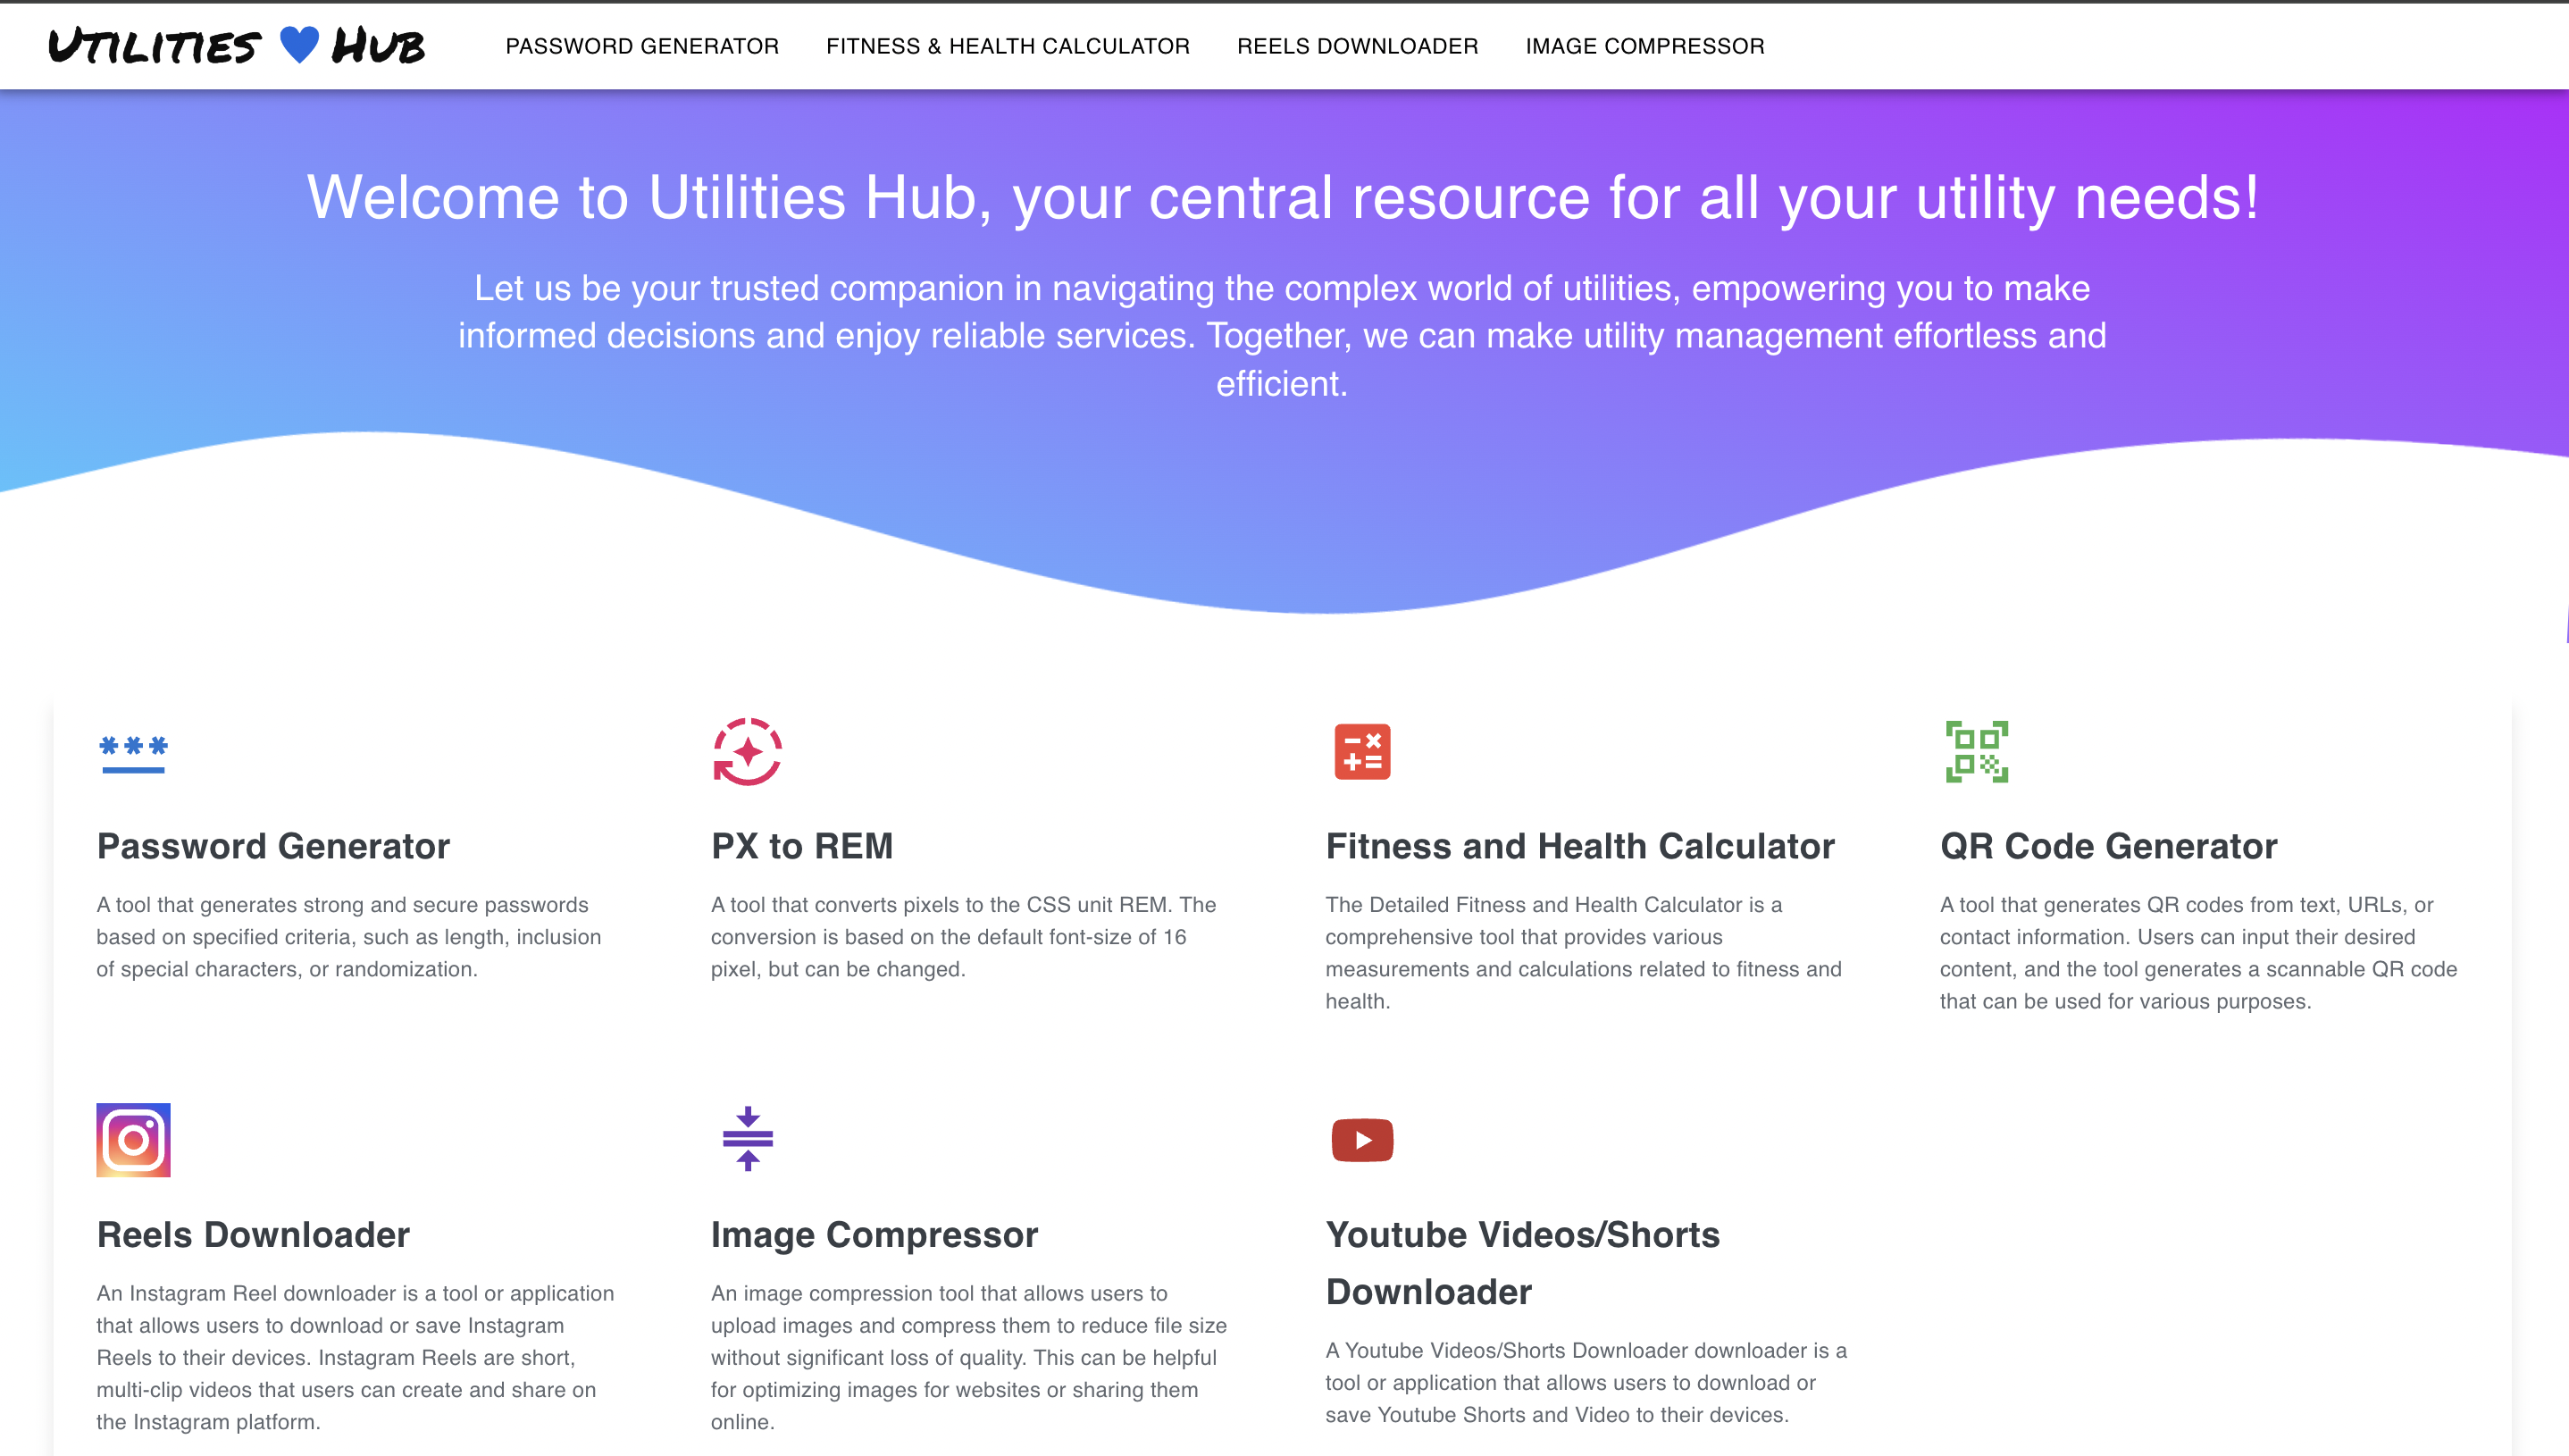 UTILITIES HUB
PASSWORD GENERATOR
FITNESS & HEALTH CALCULATOR
REELS DOWNLOADER
IMAGE COMPRESSOR
Welcome to Utilities Hub, your central resource for all your utility needs!
Let us be your trusted companion in navigating the complex world of utilities, empowering you to make
informed decisions and enjoy reliable services. Together, we can make utility management effortless and
efficient.
***
Password Generator
A tool that generates strong and secure passwords
based on specified criteria, such as length, inclusion
of special characters, or randomization.
PX to REM
A tool that converts pixels to the CSS unit REM. The
conversion is based on the default font-size of 16
pixel, but can be changed.
Fitness and Health Calculator
The Detailed Fitness and Health Calculator is a
comprehensive tool that provides various
measurements and calculations related to fitness and
health.
QR Code Generator
A tool that generates QR codes from text, URLs, or
contact information. Users can input their desired
content, and the tool generates a scannable QR code
that can be used for various purposes.
Reels Downloader
An Instagram Reel downloader is a tool or application
that allows users to download or save Instagram
Reels to their devices. Instagram Reels are short,
multi-clip videos that users can create and share on
the Instagram platform.
Image Compressor
An image compression tool that allows users to
upload images and compress them to reduce file size
without significant loss of quality. This can be helpful
for optimizing images for websites or sharing them
online.
Youtube Videos/Shorts
Downloader
A Youtube Videos/Shorts Downloader downloader is a
tool or application that allows users to download or
save Youtube Shorts and Video to their devices.